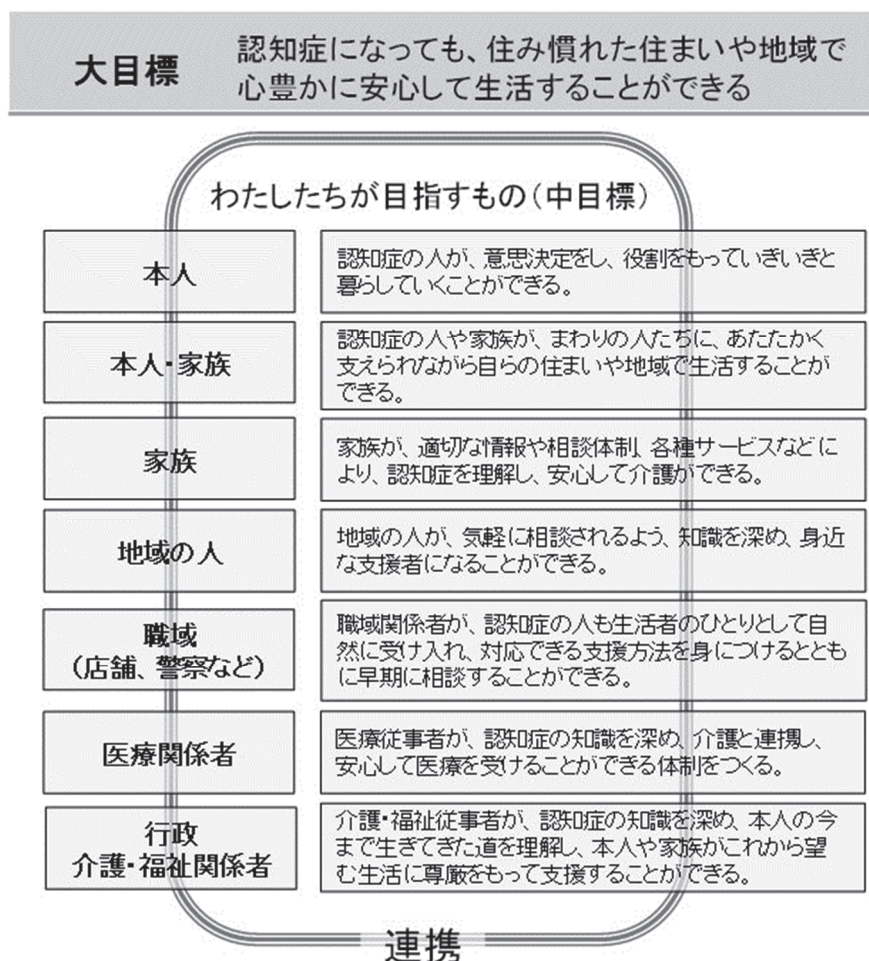 大目標
認知症になっても、住み慣れた住まいや地域で
心豊かに安心して生活することができる
わたしたちが目指すもの(中目標)
本人
認知症の人が、意思決定をし、役割をもっていきいきと
暮らしていくことができる。
本人・家族
認知症の人や家族が、まわりの人たちに、あたたかく
支えられながら自らの住まいや地域で生活することが
できる。
家族
家族が、適切な情報や相談体制、各種サービスなどに
より、認知症を理解し、安心して介護ができる。
地域の人
地域の人が、気軽に相談されるよう、知識を深め、身近
な支援者になることができる。
職域
(店舗、警察など)
職域関係者が、認知症の人も生活者のひとりとして自
然に受け入れ、対応できる支援方法を身につけるととも
に早期に相談することができる。
医療関係者
医療従事者が、認知症の知識を深め、介護と連携し、
安心して医療を受けることができる体制をつくる。
行政
介護・福祉関係者
介護・福祉従事者が、認知症の知識を深め、本人の今
まで生きてきた道を理解し、本人や家族がこれから望
む生活に尊厳をもって支援することができる。
連携